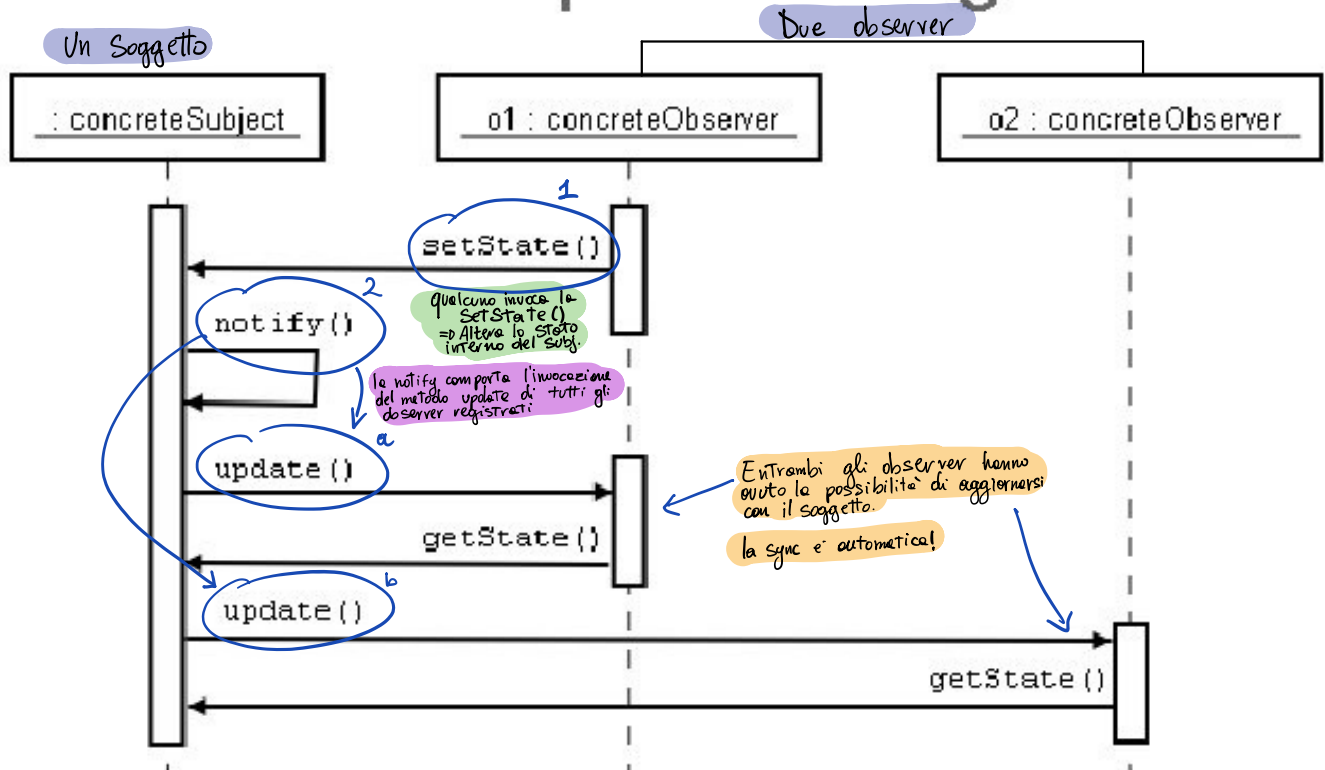 Un Soggetto
Due observer
: concreteSubject
o1 : concreteObserver
o2 : concreteObserver
1
setState()
2
notify()
qualcuno invoca la
SetState()
=D Altera lo stato
interno del subj.
la notify comporta l'invocazione
del metodo update di tutti gli
observer registrati
a
update()
Entrambi gli observer hanno
avuto la possibilità di aggiornarsi
con il soggetto.
la sync e' automatica!
getState()
b
update()
getState()